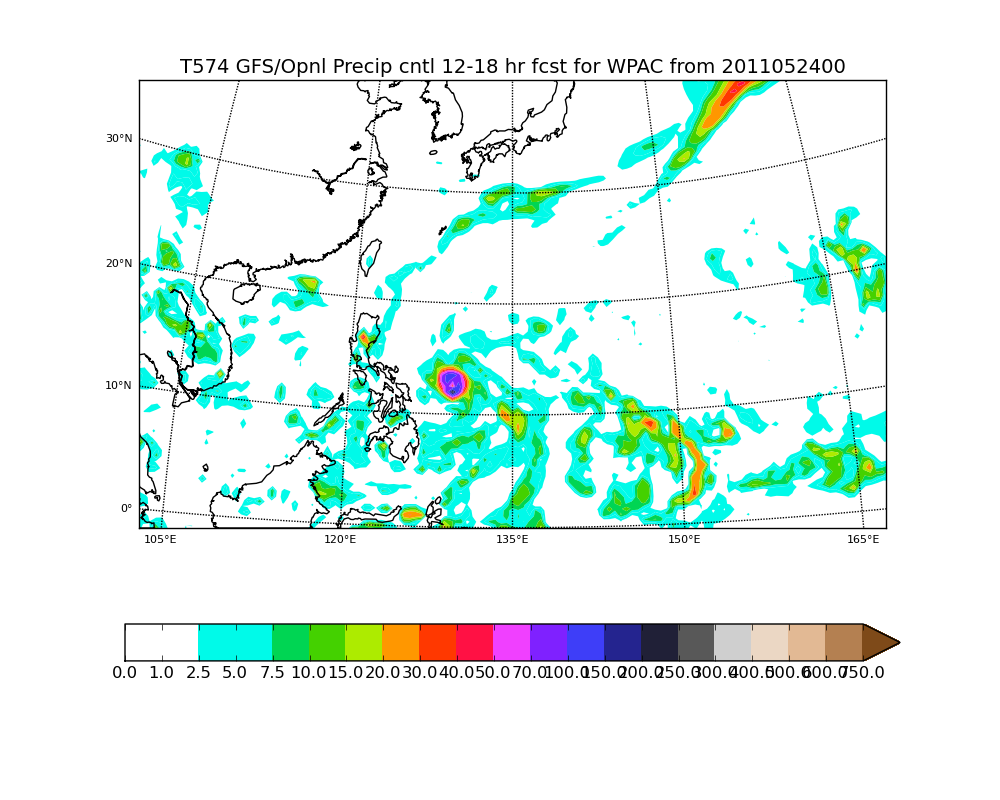 T574 GFS/Opnl Precip cntl 12-18 hr fcst for WPAC from 2011052400
30°N
20°N
10°N
0°
105°E 120°E 135°E 150°E 165°E
0.0 1.0 2.5 5.0 7.5 10.0 15.0 20.0 30.0 40.0 50.0 70.0 100.0 150.0 200.0 250.0 300.0 400.0 500.0 600.0 750.0